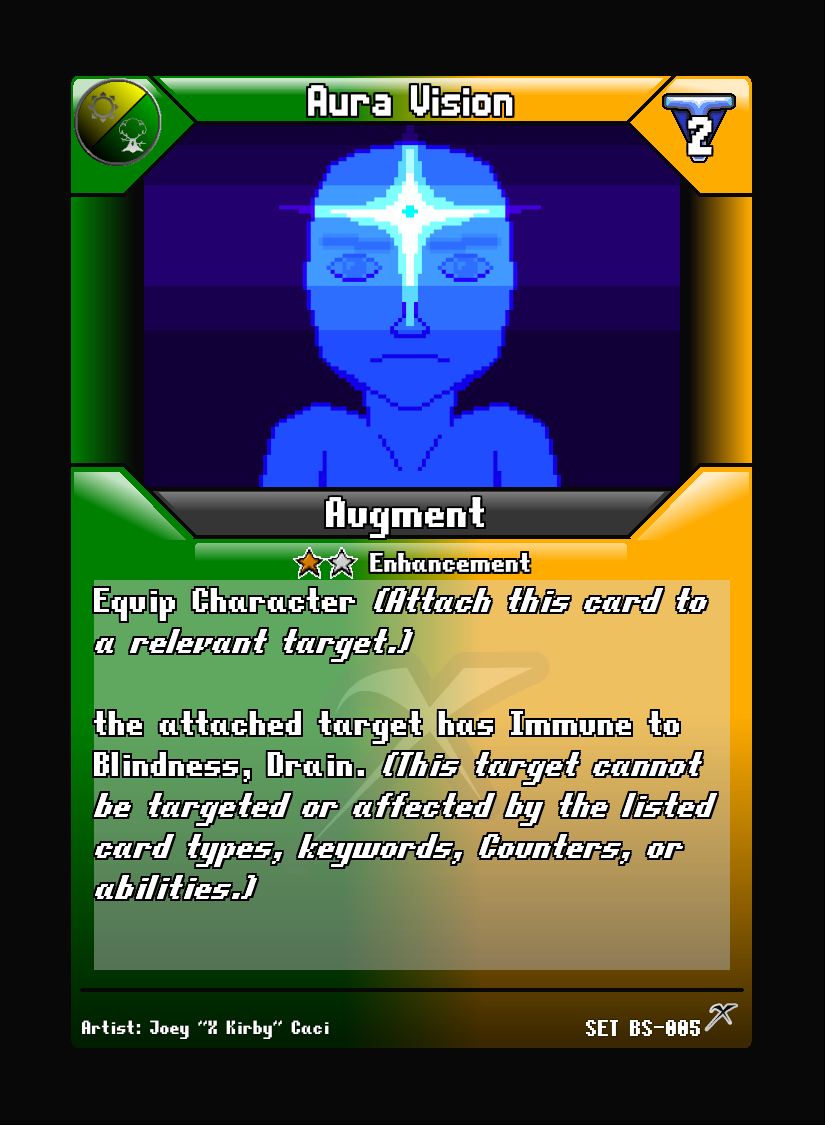 Aura Vision
2
Augment
Enhancement
Equip Character (Attach this card to
a relevant target.)
the attached target has Immune to
Blindness, Drain. (This target cannot
be targeted or affected by the listed
card types, keywords, Counters, or
abilities.)
Artist: Joey "X Kirby" Caci
SET BS-005